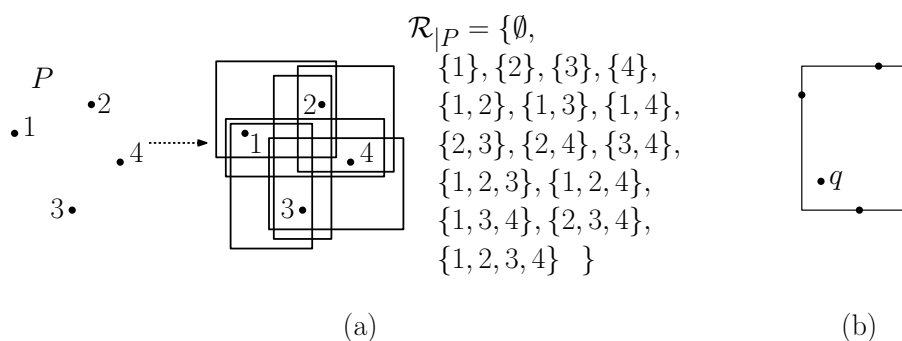 P
2
1
4
3
2
1
4
3
$\mathcal{R}_{|P} = \{\emptyset,$
$\{1\}, \{2\}, \{3\}, \{4\},$
$\{1, 2\}, \{1, 3\}, \{1, 4\},$
$\{2, 3\}, \{2, 4\}, \{3, 4\},$
$\{1, 2, 3\}, \{1, 2, 4\},$
$\{1, 3, 4\}, \{2, 3, 4\},$
$\{1, 2, 3, 4\} \ \}$
q
(a)
(b)